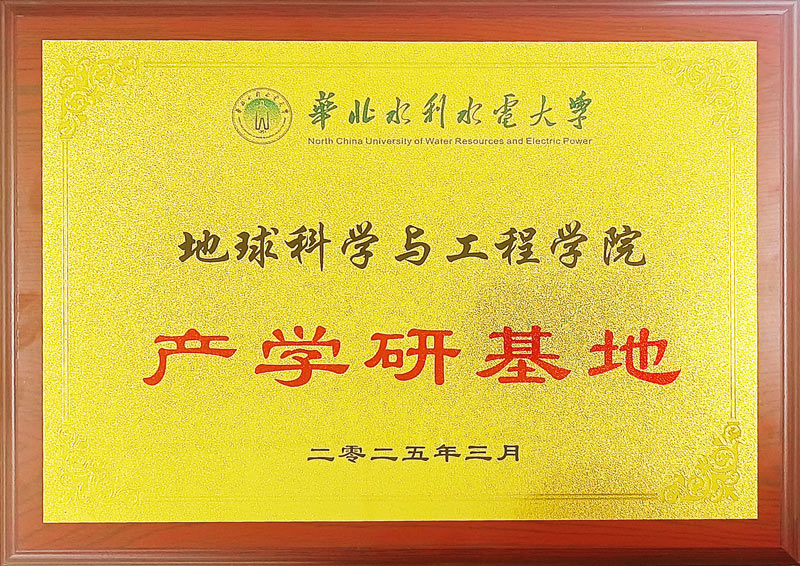 華北水利水電大學
North China University of Water Resources and Electric Power
地球科学与工程学院
产学研基地
二零二五年三月